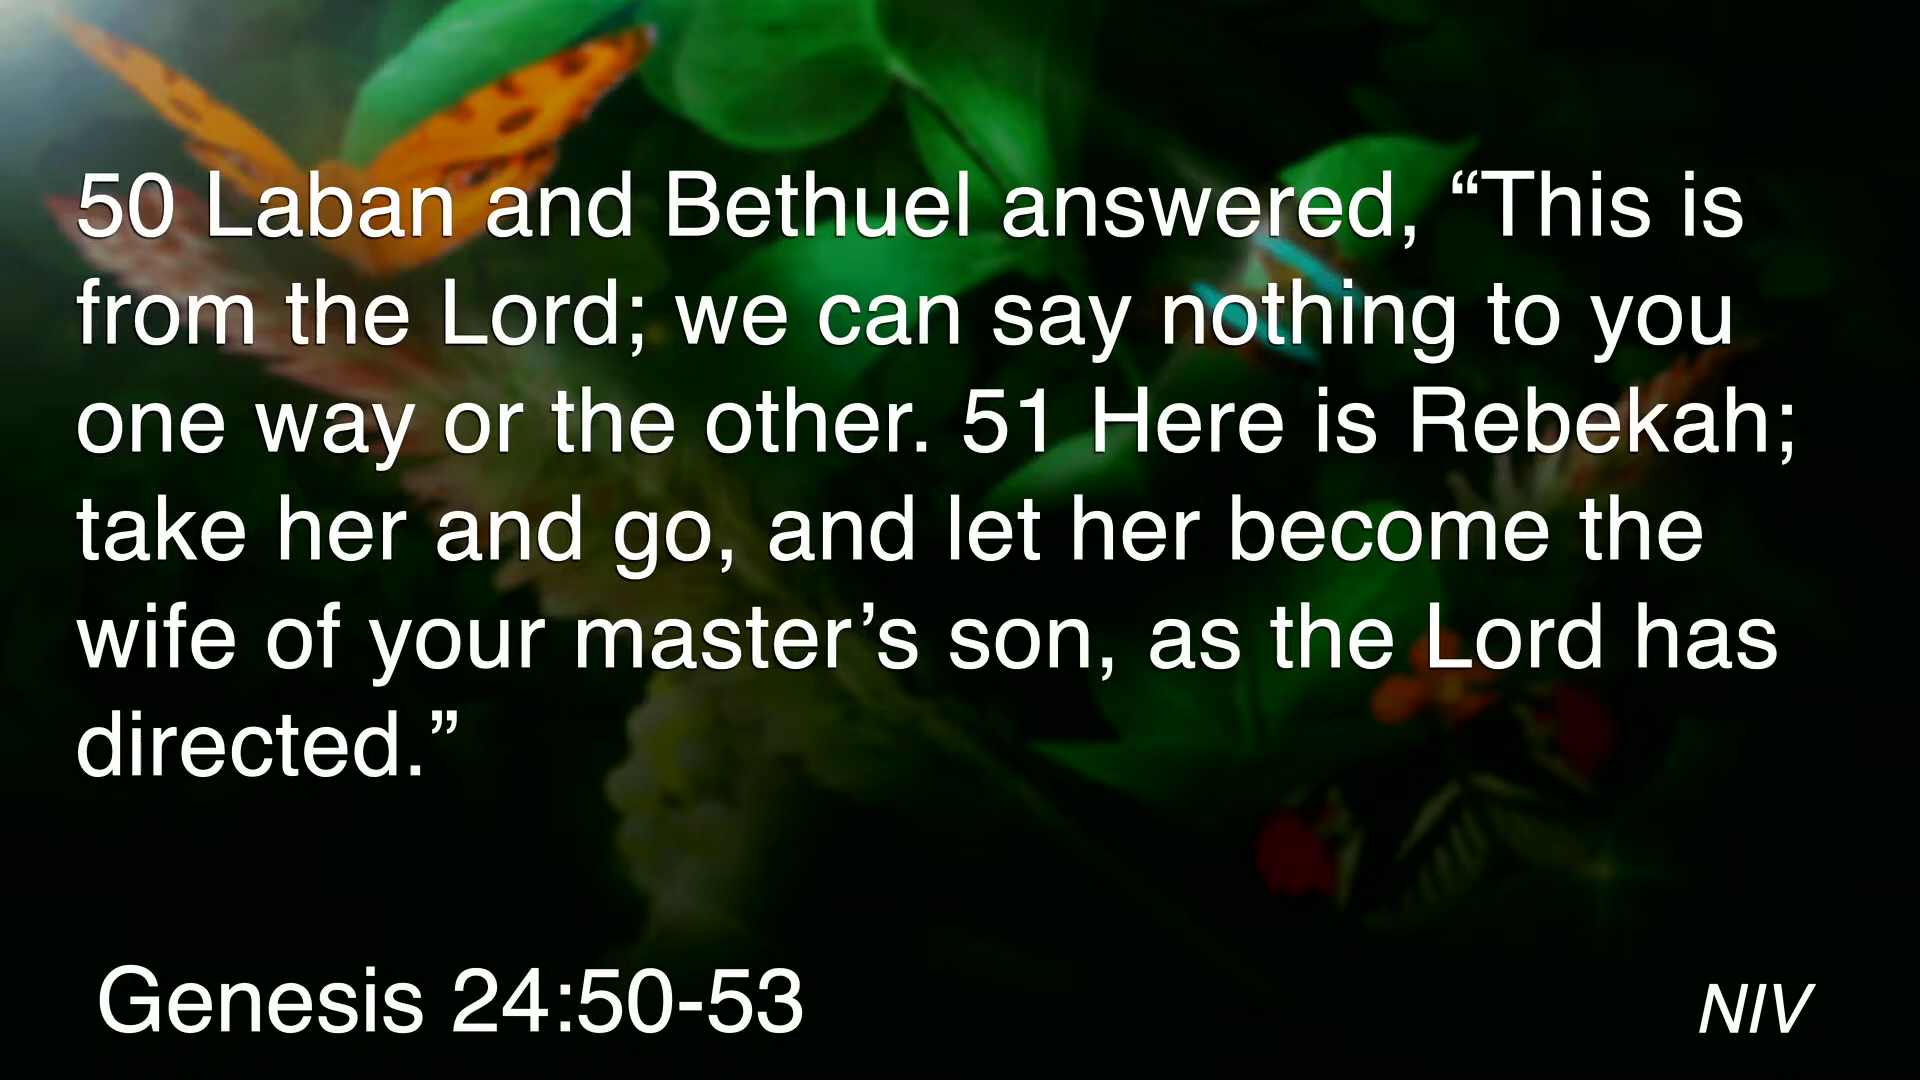 50 Laban and Bethuel answered, “This is
from the Lord; we can say nothing to you
one way or the other. 51 Here is Rebekah;
take her and go, and let her become the
wife of your master’s son, as the Lord has
directed.”
Genesis 24:50-53
NIV